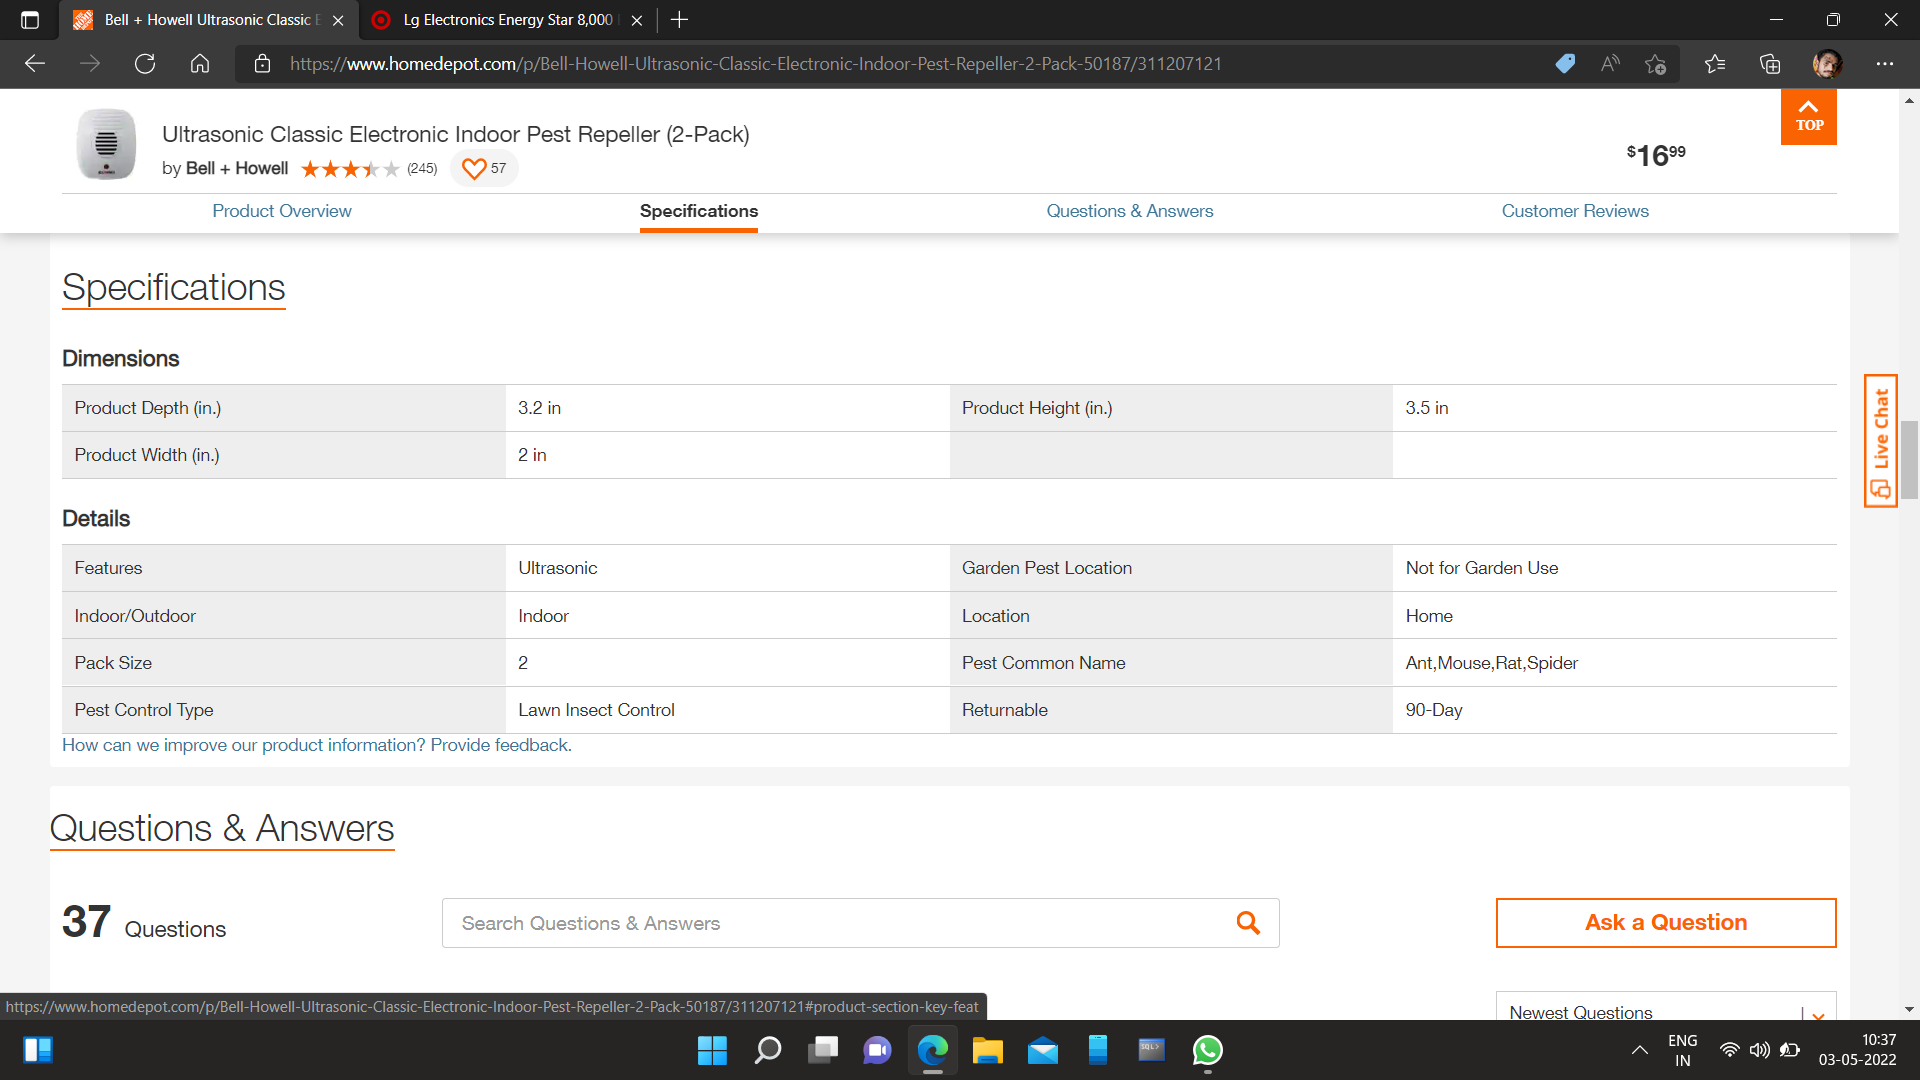 Bell + Howell Ultrasonic Classic E
Lg Electronics Energy Star 8,000
https://www.homedepot.com/p/Bell-Howell-Ultrasonic-Classic-Electronic-Indoor-Pest-Repeller-2-Pack-50187/311207121
Ultrasonic Classic Electronic Indoor Pest Repeller (2-Pack)
by Bell + Howell (245) 57
$16.99
TOP
Product Overview Specifications Questions & Answers Customer Reviews
Specifications
Dimensions
Product Depth (in.) 3.2 in Product Height (in.) 3.5 in
Product Width (in.) 2 in
Details
Features Ultrasonic Garden Pest Location Not for Garden Use
Indoor/Outdoor Indoor Location Home
Pack Size 2 Pest Common Name Ant,Mouse,Rat,Spider
Pest Control Type Lawn Insect Control Returnable 90-Day
How can we improve our product information? Provide feedback.
Live Chat
Questions & Answers
37 Questions
Search Questions & Answers
Ask a Question
Newest Questions
https://www.homedepot.com/p/Bell-Howell-Ultrasonic-Classic-Electronic-Indoor-Pest-Repeller-2-Pack-50187/311207121#product-section-key-feat
SQL>
ENG
IN
10:37
03-05-2022